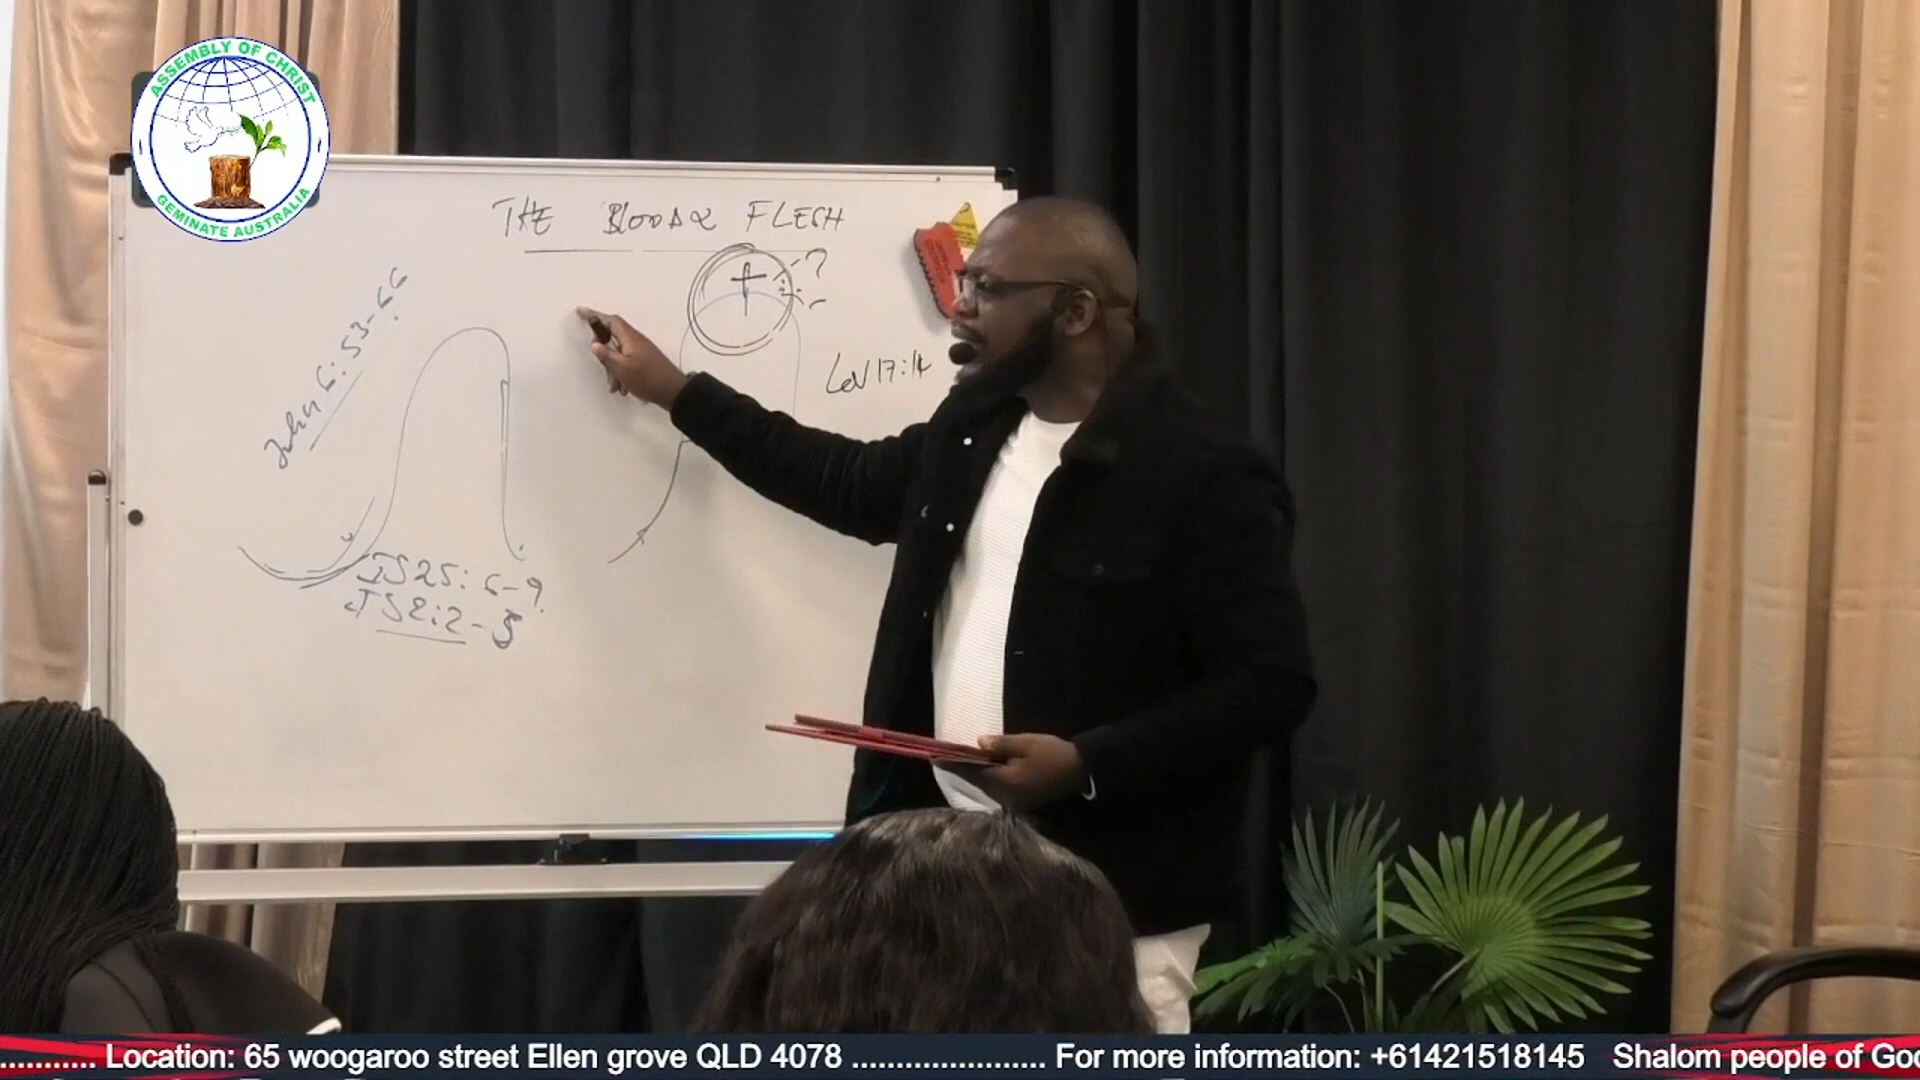 ASSEMBLY OF CHRIST
GEMINATE AUSTRALIA
THE BLOOD & FLESH
?
John 6:53-66
Lev 17:14
IS 25:6-9
IS 2:2-5
............ Location: 65 woogaroo street Ellen grove QLD 4078 ...................... For more information: +61421518145 Shalom people of Go